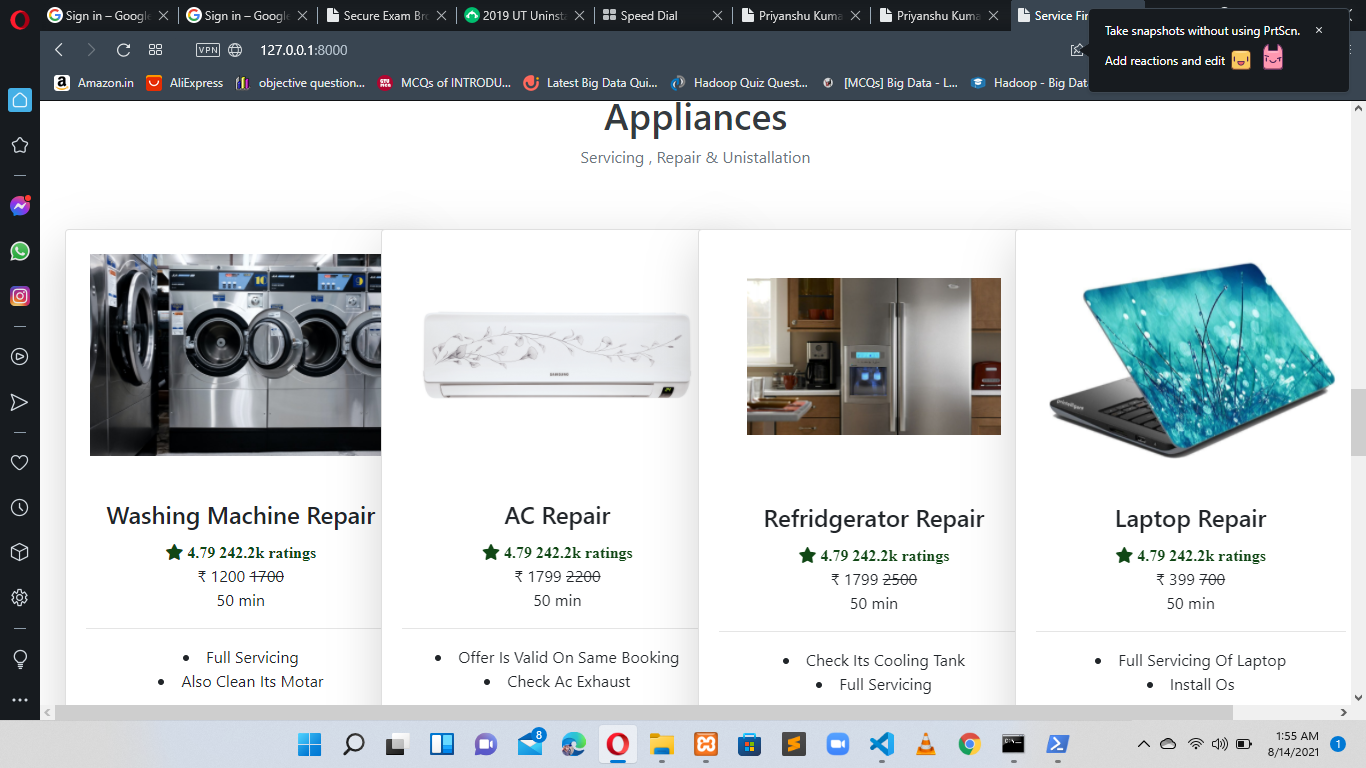 Sign in – Google
Sign in – Google
Secure Exam Bro
2019 UT Uninsta
Speed Dial
Priyanshu Kuma
Priyanshu Kuma
Service Fi
Take snapshots without using PrtScn.
Add reactions and edit
VPN
127.0.0.1:8000
Amazon.in
AliExpress
objective question...
MCQs of INTRODU...
Latest Big Data Qui...
Hadoop Quiz Quest...
[MCQs] Big Data - L...
Hadoop - Big Dat
Appliances
Servicing , Repair & Unistallation
Washing Machine Repair
4.79 242.2k ratings
₹ 1200 1700
50 min
• Full Servicing
• Also Clean Its Motar
SAMSUNG
AC Repair
4.79 242.2k ratings
₹ 1799 2200
50 min
• Offer Is Valid On Same Booking
• Check Ac Exhaust
Refridgerator Repair
4.79 242.2k ratings
₹ 1799 2500
50 min
• Check Its Cooling Tank
• Full Servicing
Laptop Repair
4.79 242.2k ratings
₹ 399 700
50 min
• Full Servicing Of Laptop
• Install Os
8
1:55 AM
8/14/2021
1